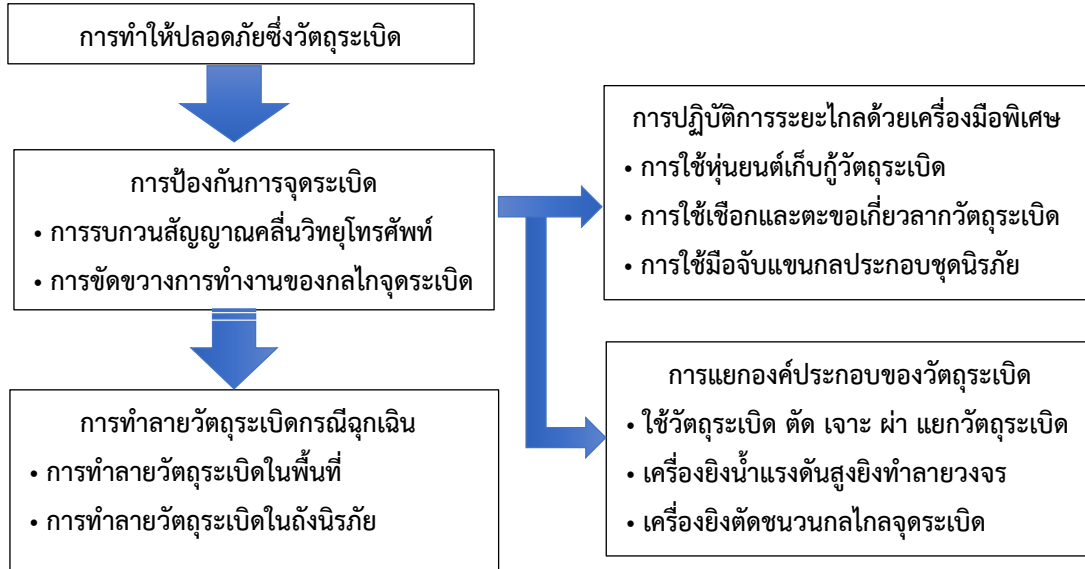 การทำให้ปลอดภัยซึ่งวัตถุระเบิด
การป้องกันการจุดระเบิด
• การรบกวนสัญญาณคลื่นวิทยุโทรศัพท์
• การขัดขวางการทำงานของกลไกจุดระเบิด
การทำลายวัตถุระเบิดกรณีฉุกเฉิน
• การทำลายวัตถุระเบิดในพื้นที่
• การทำลายวัตถุระเบิดในถังนิรภัย
การปฏิบัติการระยะไกลด้วยเครื่องมือพิเศษ
• การใช้หุ่นยนต์เก็บกู้วัตถุระเบิด
• การใช้เชือกและตะขอเกี่ยวลากวัตถุระเบิด
• การใช้มือจับแขนกลประกอบชุดนิรภัย
การแยกองค์ประกอบของวัตถุระเบิด
• ใช้วัตถุระเบิด ตัด เจาะ ผ่า แยกวัตถุระเบิด
• เครื่องยิงน้ำแรงดันสูงยิงทำลายวงจร
• เครื่องยิงตัดชนวนกลไกลจุดระเบิด